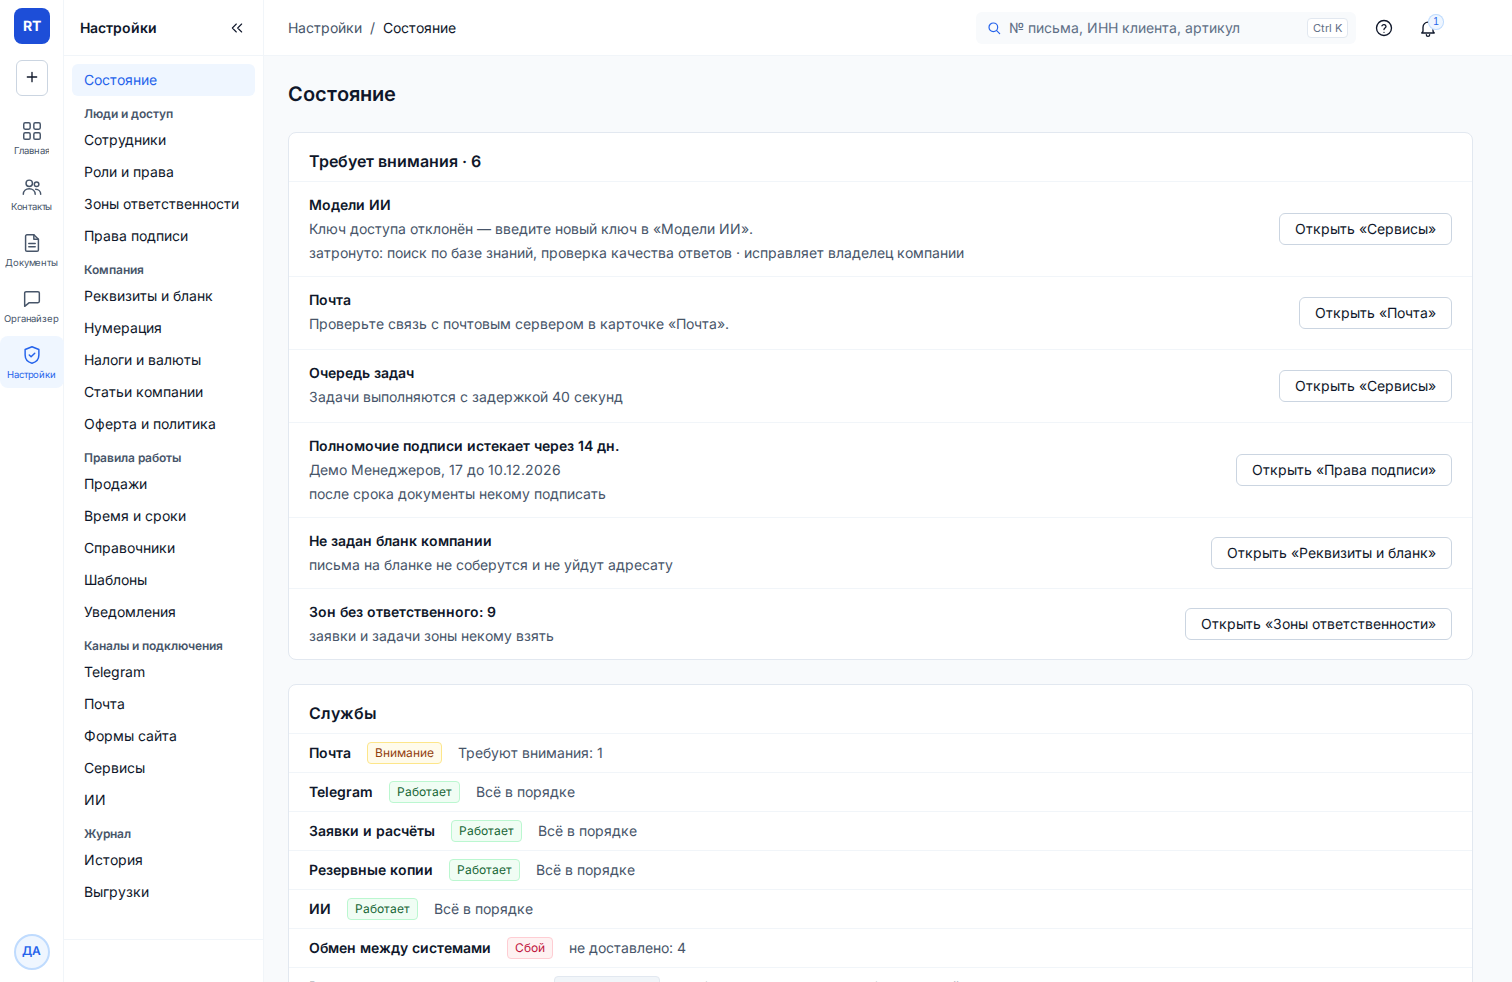 RT
Настройки
Настройки / Состояние
№ письма, ИНН клиента, артикул
Ctrl K
1
+
Главная
Контакты
Документы
Органайзер
Настройки
ДА
Состояние
Люди и доступ
Сотрудники
Роли и права
Зоны ответственности
Права подписи
Компания
Реквизиты и бланк
Нумерация
Налоги и валюты
Статьи компании
Оферта и политика
Правила работы
Продажи
Время и сроки
Справочники
Шаблоны
Уведомления
Каналы и подключения
Telegram
Почта
Формы сайта
Сервисы
ИИ
Журнал
История
Выгрузки
Состояние
Требует внимания · 6
Модели ИИ
Ключ доступа отклонён — введите новый ключ в «Модели ИИ».
затронуто: поиск по базе знаний, проверка качества ответов · исправляет владелец компании
Открыть «Сервисы»
Почта
Проверьте связь с почтовым сервером в карточке «Почта».
Открыть «Почта»
Очередь задач
Задачи выполняются с задержкой 40 секунд
Открыть «Сервисы»
Полномочие подписи истекает через 14 дн.
Демо Менеджеров, 17 до 10.12.2026
после срока документы некому подписать
Открыть «Права подписи»
Не задан бланк компании
письма на бланке не соберутся и не уйдут адресату
Открыть «Реквизиты и бланк»
Зон без ответственного: 9
заявки и задачи зоны некому взять
Открыть «Зоны ответственности»
Службы
Почта Внимание Требуют внимания: 1
Telegram Работает Всё в порядке
Заявки и расчёты Работает Всё в порядке
Резервные копии Работает Всё в порядке
ИИ Работает Всё в порядке
Обмен между системами Сбой не доставлено: 4